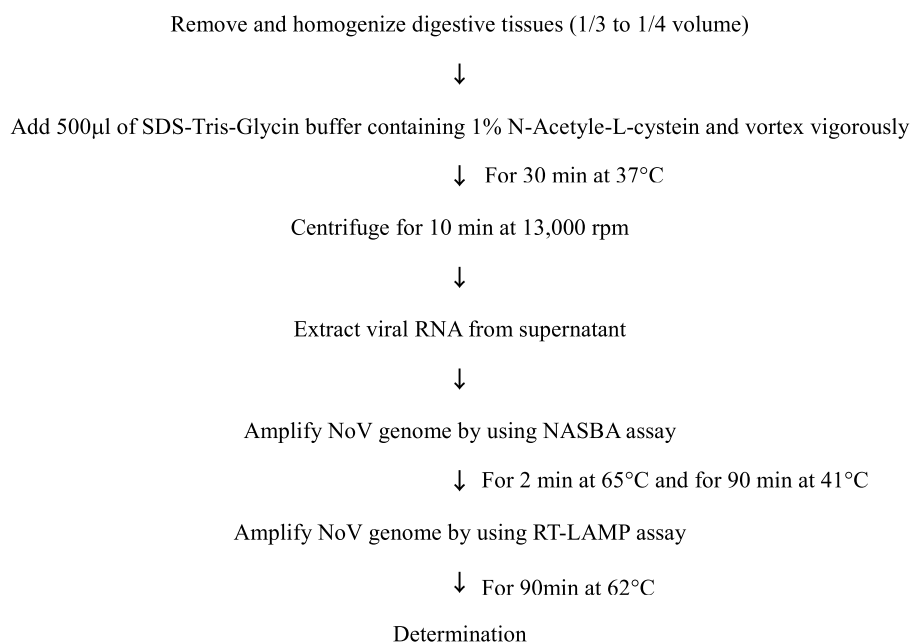 Remove and homogenize digestive tissues (1/3 to 1/4 volume)
↓
Add 500μl of SDS-Tris-Glycin buffer containing 1% N-Acetyle-L-cystein and vortex vigorously
↓ For 30 min at 37°C
Centrifuge for 10 min at 13,000 rpm
↓
Extract viral RNA from supernatant
↓
Amplify NoV genome by using NASBA assay
↓ For 2 min at 65°C and for 90 min at 41°C
Amplify NoV genome by using RT-LAMP assay
↓ For 90min at 62°C
Determination